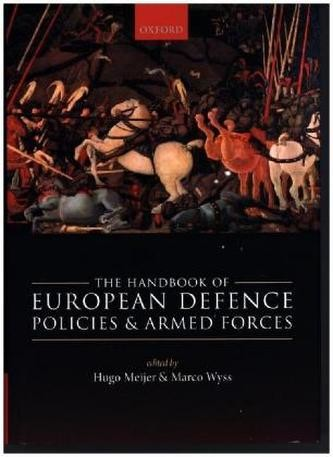 OXFORD
THE HANDBOOK OF
EUROPEAN DEFENCE
POLICIES & ARMED FORCES
edited by
Hugo Meijer & Marco Wyss